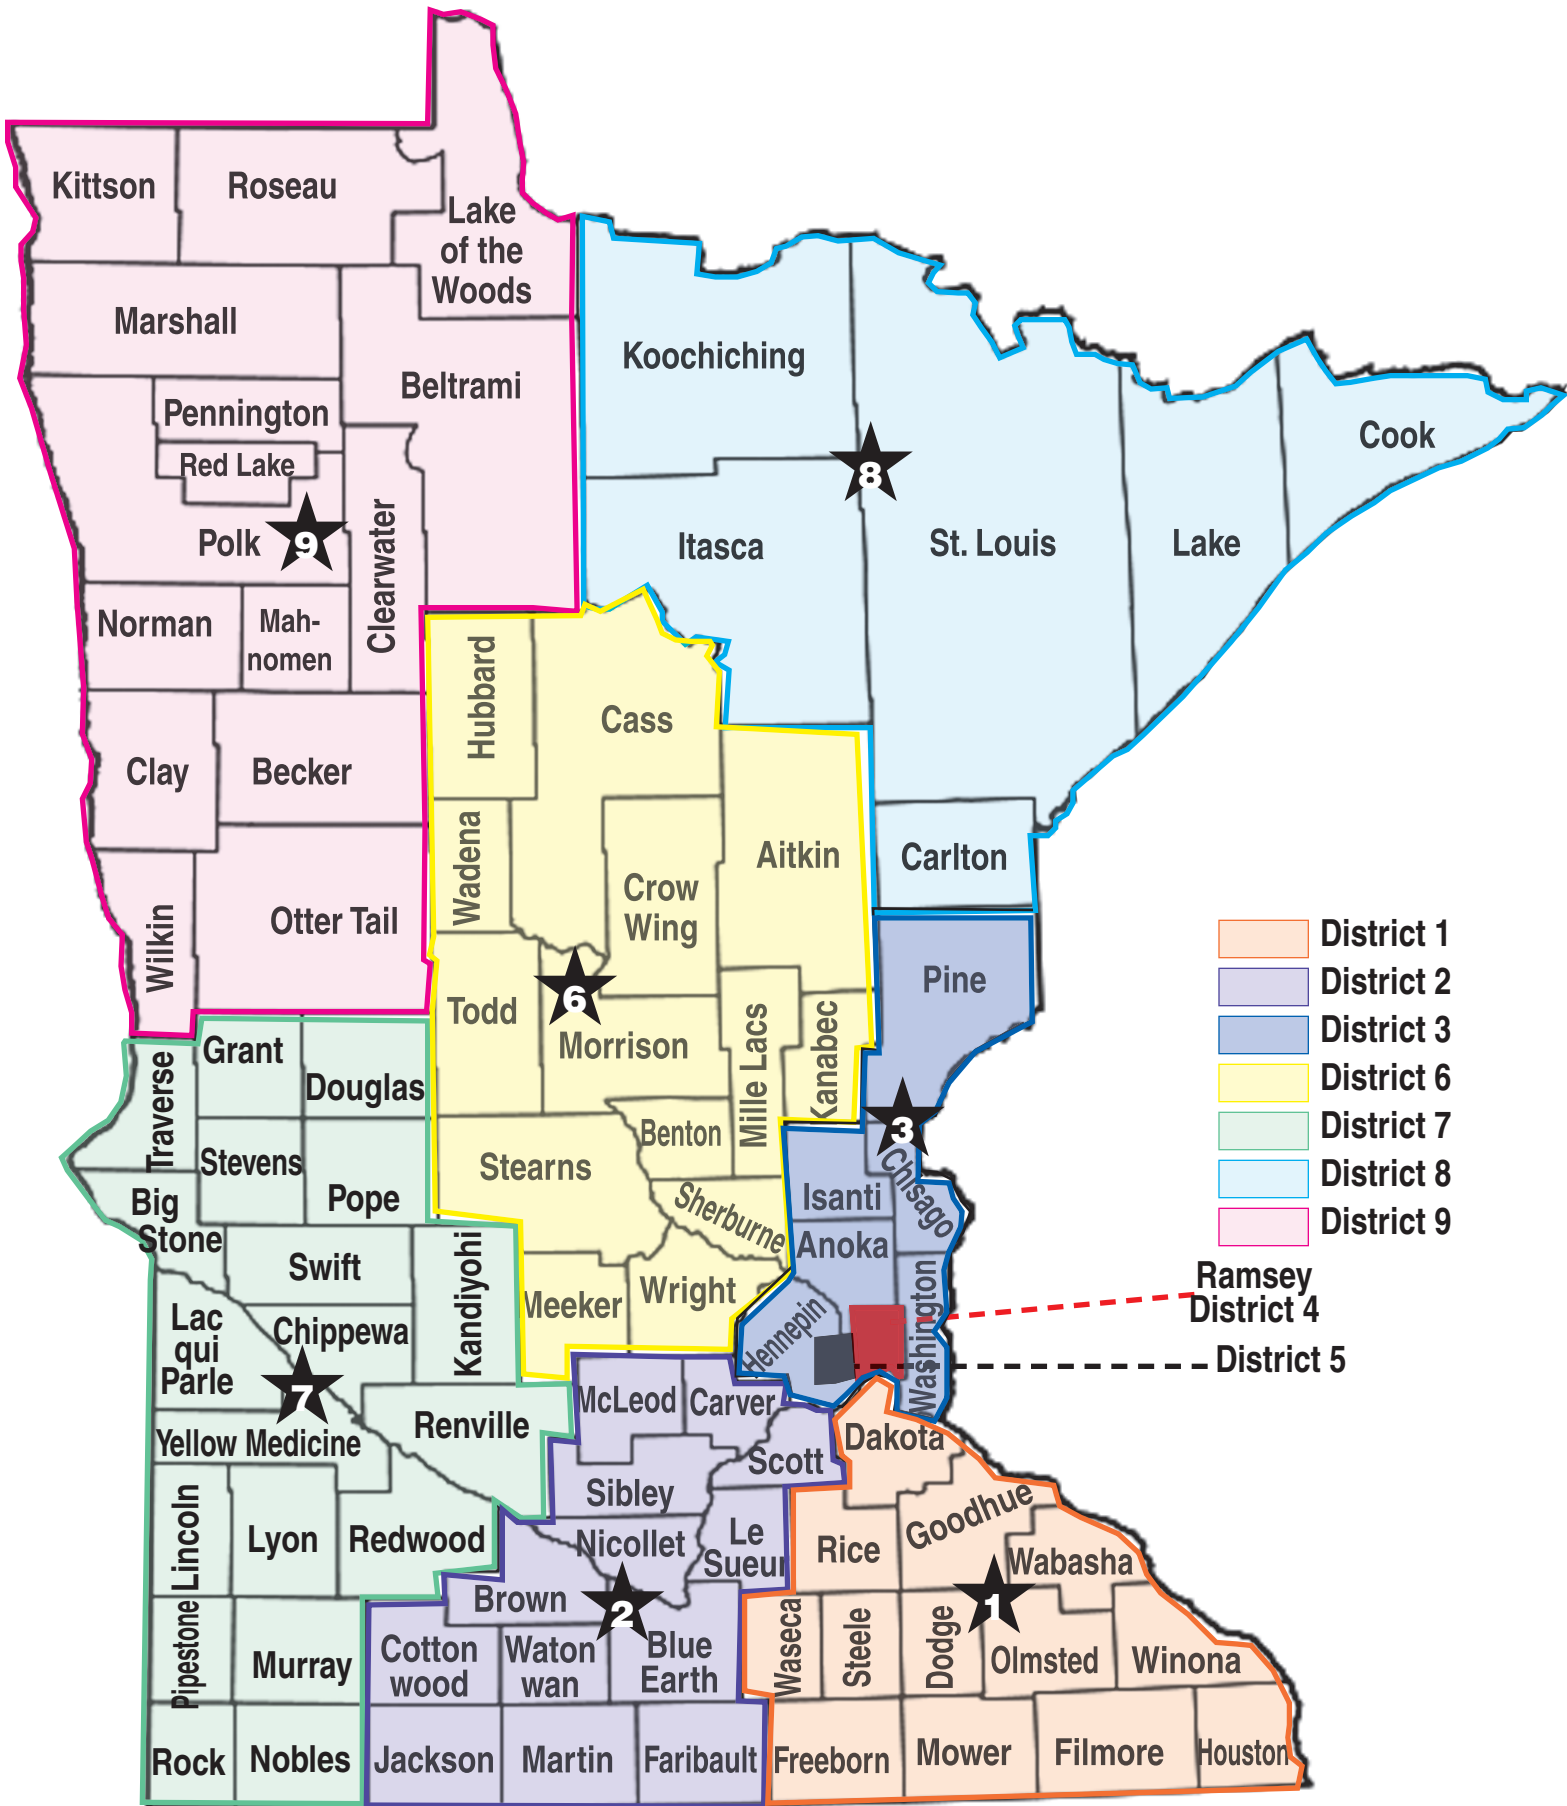 Kittson
Roseau
Lake
of the
Woods
Marshall
Koochiching
Beltrami
Pennington
Cook
Red Lake
8
Clearwater
Polk
9
Itasca
St. Louis
Lake
Norman
Mah-
nomen
Hubbard
Cass
Clay
Becker
Wadena
Aitkin
Carlton
Crow
Wing
Otter Tail
Wilkin
District 1
District 2
Pine
6
Todd
Morrison
Mille Lacs
Kanabec
District 3
Grant
Douglas
Traverse
District 6
3
Benton
District 7
Stevens
Stearns
Chisago
District 8
Pope
Isanti
Big
Stone
Sherburne
District 9
Anoka
Swift
Kandiyohi
Ramsey
District 4
Meeker
Wright
Washington
Hennepin
Lac
qui
Parle
Chippewa
District 5
7
McLeod
Carver
Renville
Dakota
Yellow Medicine
Scott
Sibley
Goodhue
Lincoln
Lyon
Redwood
Nicollet
Le
Sueur
Rice
Wabasha
Brown
2
1
Pipestone
Murray
Cotton
wood
Waton
wan
Blue
Earth
Waseca
Steele
Dodge
Olmsted
Winona
Rock
Nobles
Jackson
Martin
Faribault
Freeborn
Mower
Filmore
Houston